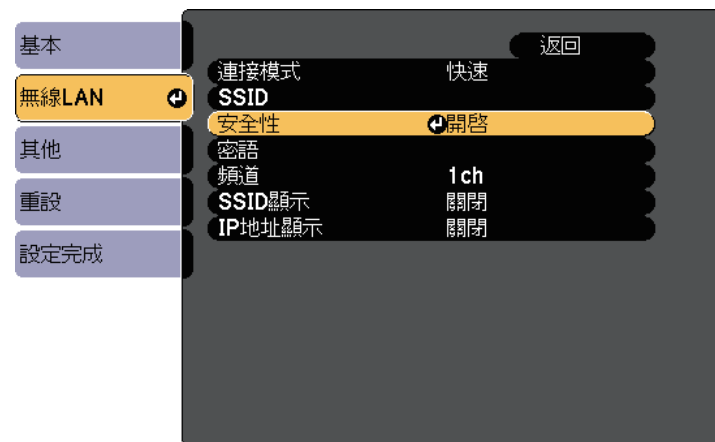 基本
無線LAN
其他
重設
設定完成
返回
連接模式 快速
SSID
安全性 開啓
密語
頻道 1ch
SSID顯示 關閉
IP地址顯示 關閉